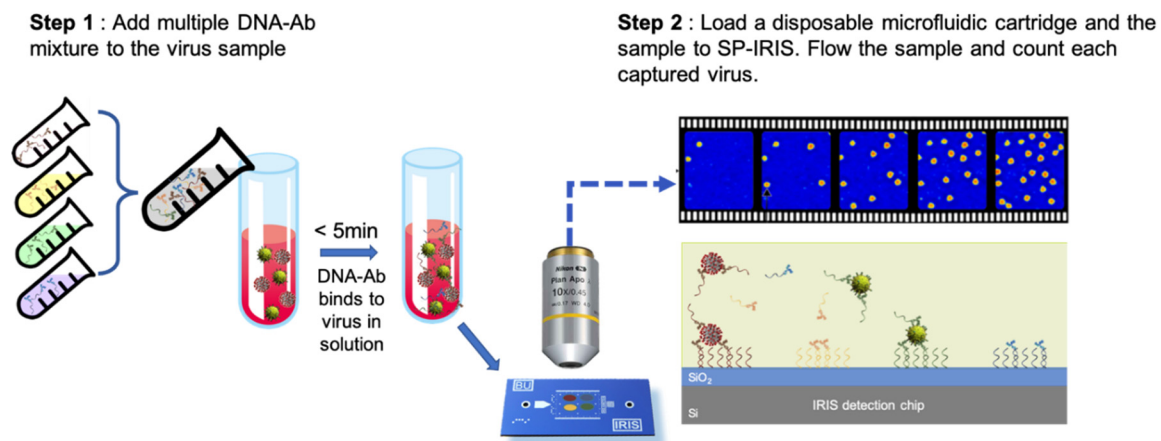 Step 1 : Add multiple DNA-Ab
mixture to the virus sample
Step 2 : Load a disposable microfluidic cartridge and the
sample to SP-IRIS. Flow the sample and count each
captured virus.
< 5min
DNA-Ab
binds to
virus in
solution
Nikon
Plan Apo
10X/0.45
BU
IRIS
SiO₂
Si
IRIS detection chip